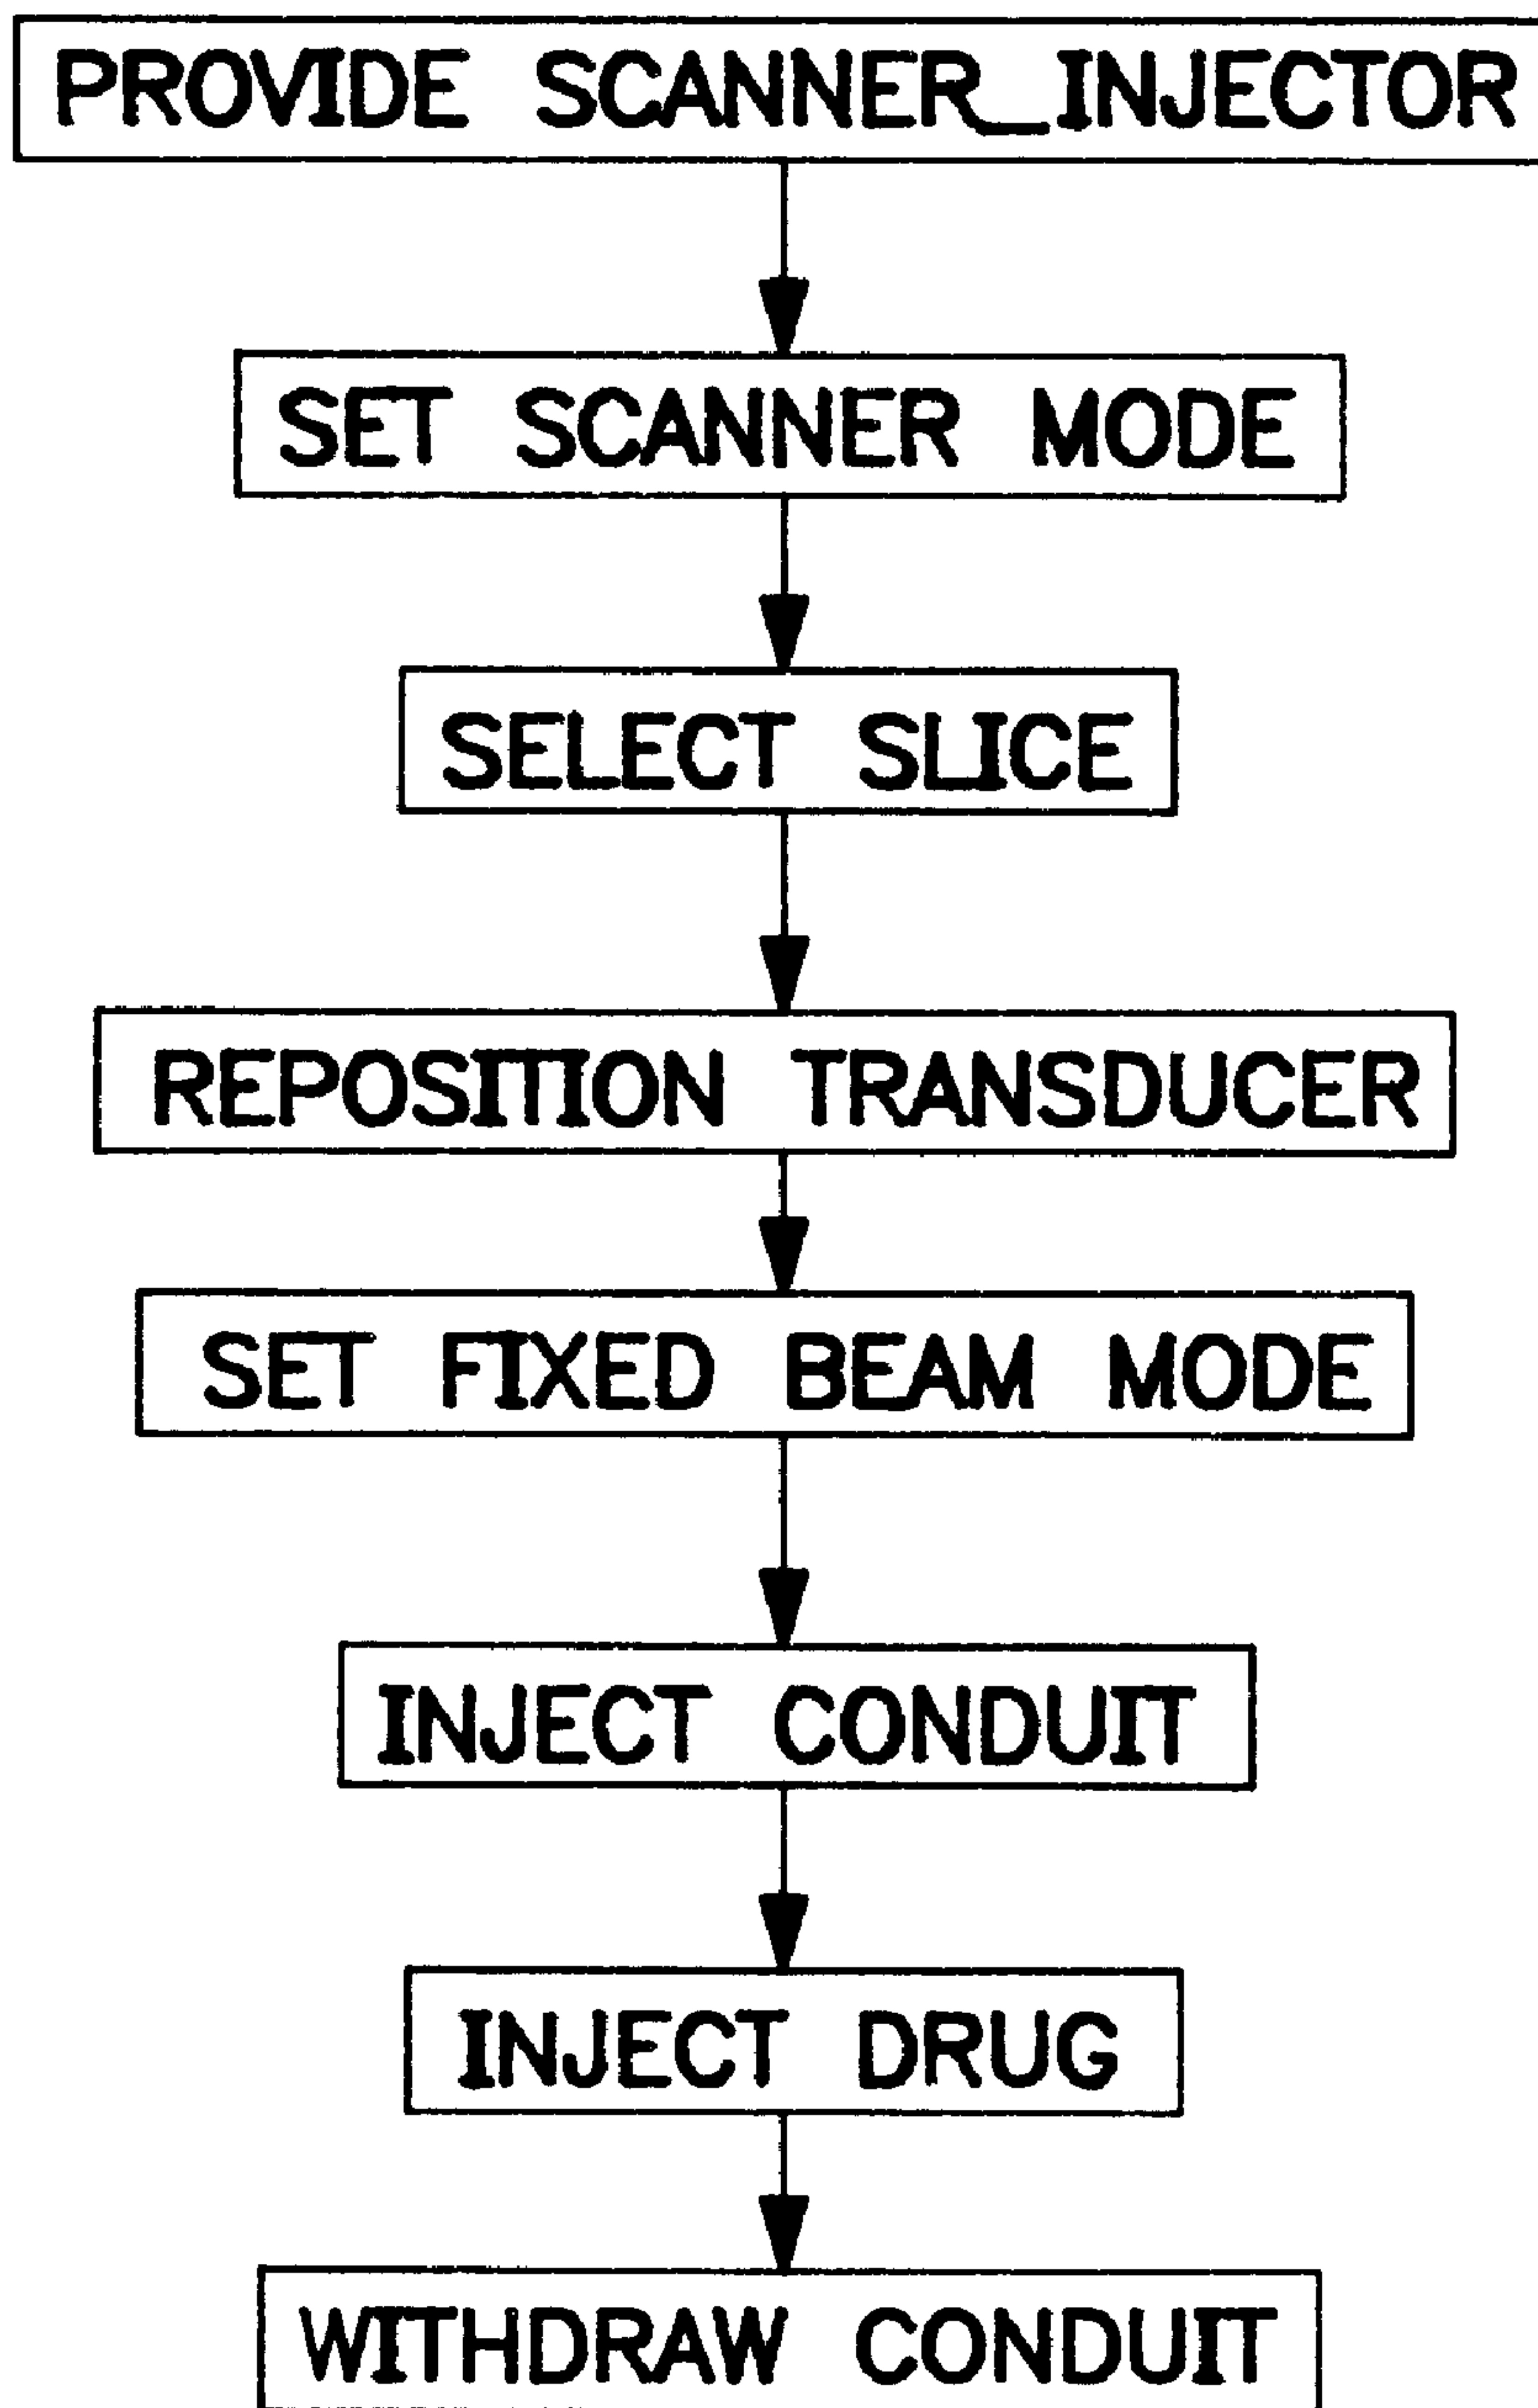 PROVIDE SCANNER_INJECTOR
SET SCANNER MODE
SELECT SLICE
REPOSITION TRANSDUCER
SET FIXED BEAM MODE
INJECT CONDUIT
INJECT DRUG
WITHDRAW CONDUIT